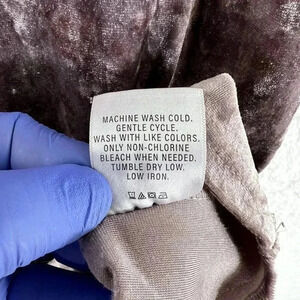 MACHINE WASH COLD.
GENTLE CYCLE.
WASH WITH LIKE COLORS.
ONLY NON-CHLORINE
BLEACH WHEN NEEDED.
TUMBLE DRY LOW.
LOW IRON.